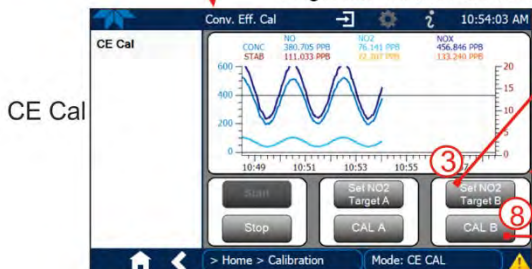 Conv. Eff. Cal
10:54:03 AM
CE Cal
CE Cal
NO NO2 NOX
CONC 380.705 PPB 76.141 PPB 456.846 PPB
STAB 111.033 PPB 22.207 PPB 133.240 PPB
600
400
200
0
20
15
10
5
0
10:49 10:51 10:53 10:55
3
8
Start
Set NO2 Target A
Set NO2 Target B
Stop
CAL A
CAL B
> Home > Calibration
Mode: CE CAL